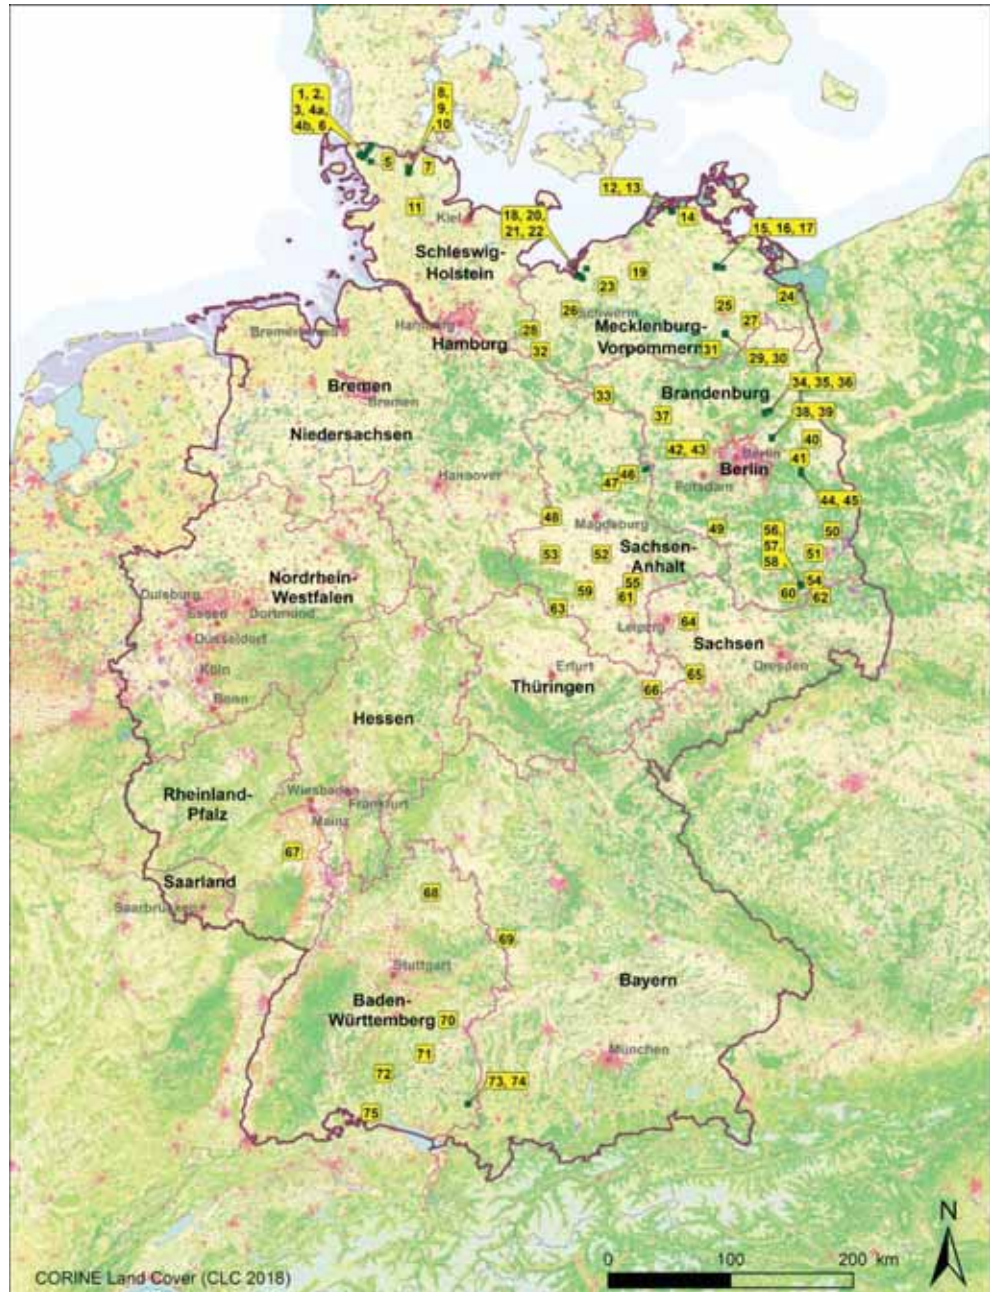 1, 2,
3, 4a,
4b, 6
8,
9,
10
5
7
11
Kiel
12, 13
14
18, 20,
21, 22
15, 16, 17
Schleswig-
Holstein
19
23
24
25
26
Schwerin
27
28
Bremerhaven
Hamburg
Hamburg
Mecklenburg-
Vorpommern
31
32
29, 30
Bremen
Bremen
33
Brandenburg
34, 35, 36
37
38, 39
Niedersachsen
40
42, 43
Berlin
Berlin
41
Hannover
46
47
Potsdam
44, 45
48
Magdeburg
49
56,
57,
58
50
51
53
52
Sachsen-
Anhalt
Nordrhein-
Westfalen
55
54
59
61
60
62
63
Duisburg
Essen
Dortmund
Düsseldorf
Leipzig
64
Sachsen
Köln
Erfurt
Dresden
Thüringen
65
66
Bonn
Hessen
Wiesbaden
Frankfurt
Mainz
Rheinland-
Pfalz
67
Saarland
Saarbrücken
68
69
Stuttgart
Bayern
Baden-
Württemberg
70
71
München
72
73, 74
75
N
0 100 200 km
CORINE Land Cover (CLC 2018)